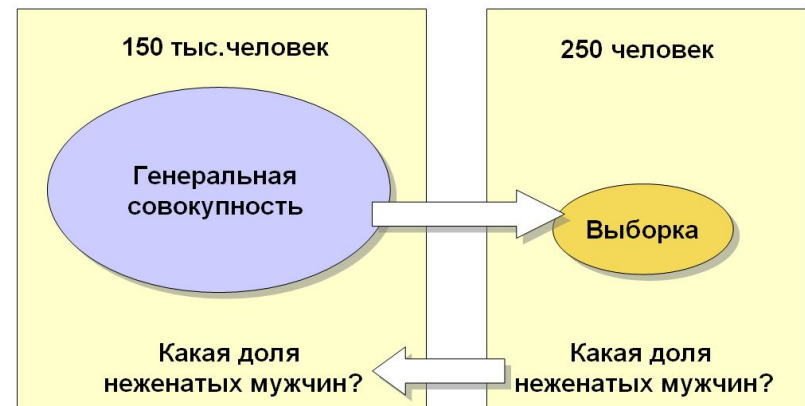 150 тыс.человек
Генеральная
совокупность
Какая доля
неженатых мужчин?
250 человек
Выборка
Какая доля
неженатых мужчин?